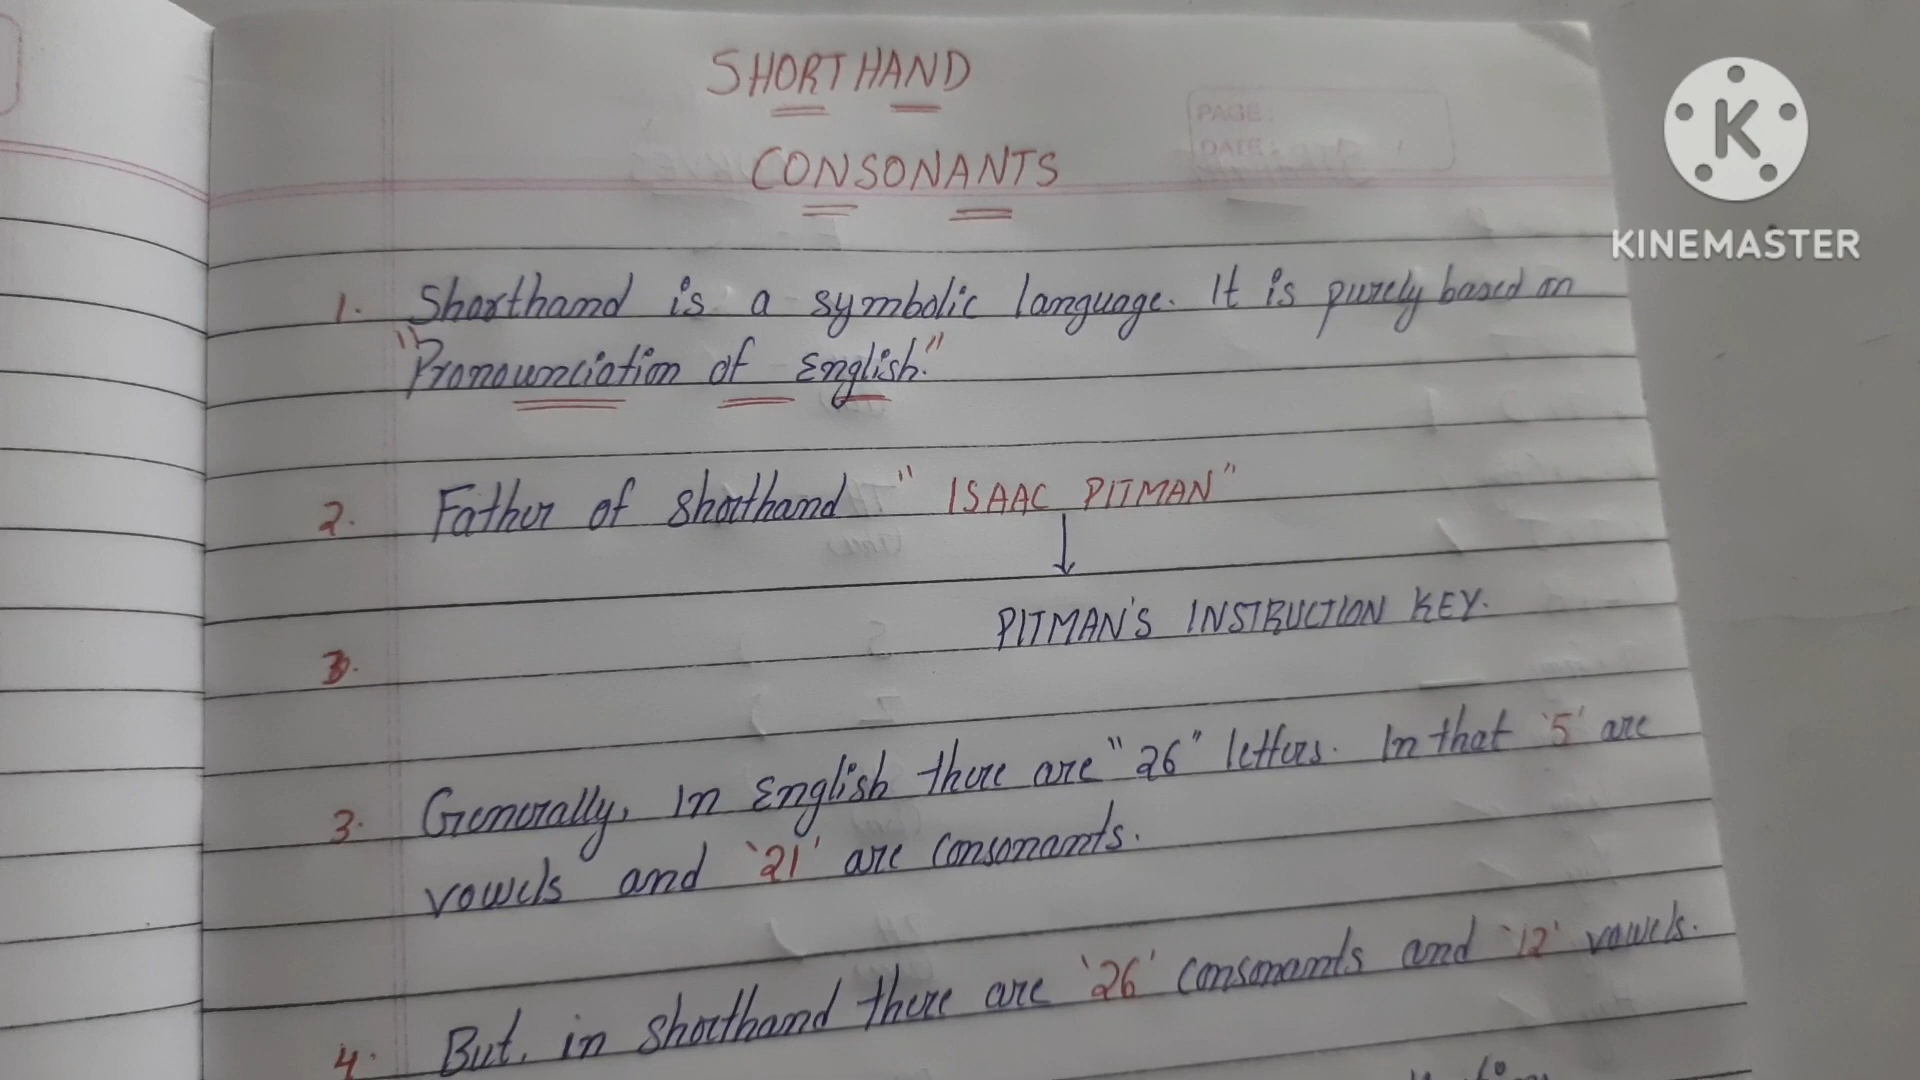 SHORTHAND
PAGE:
DATE:
CONSONANTS
K
KINEMASTER
1. Shorthand is a symbolic language. It is purely based on
"Pronounciation of English."
2. Father of Shorthand "ISAAC PITMAN"
↓
PITMAN'S INSTRUCTION KEY.
3.
3. Generally, in English there are "26" letters. In that '5' are
vowels and '21' are consonants.
4. But, in Shorthand there are '26' consonants and '12' vowels.